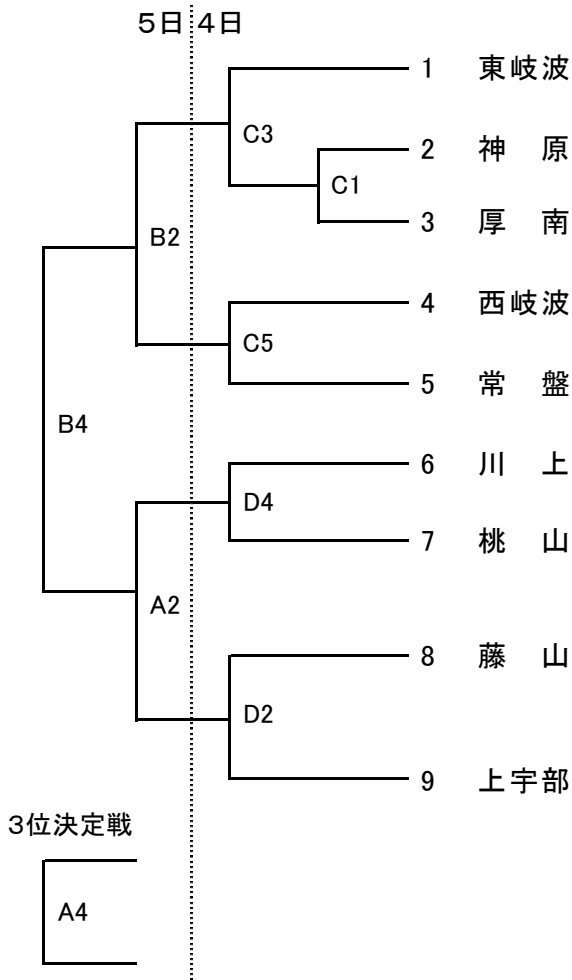 5日 4日
1 東岐波
C3
2 神　原
C1
3 厚　南
B2
4 西岐波
C5
5 常　盤
B4
6 川　上
D4
7 桃　山
A2
8 藤　山
D2
9 上宇部
3位決定戦
A4